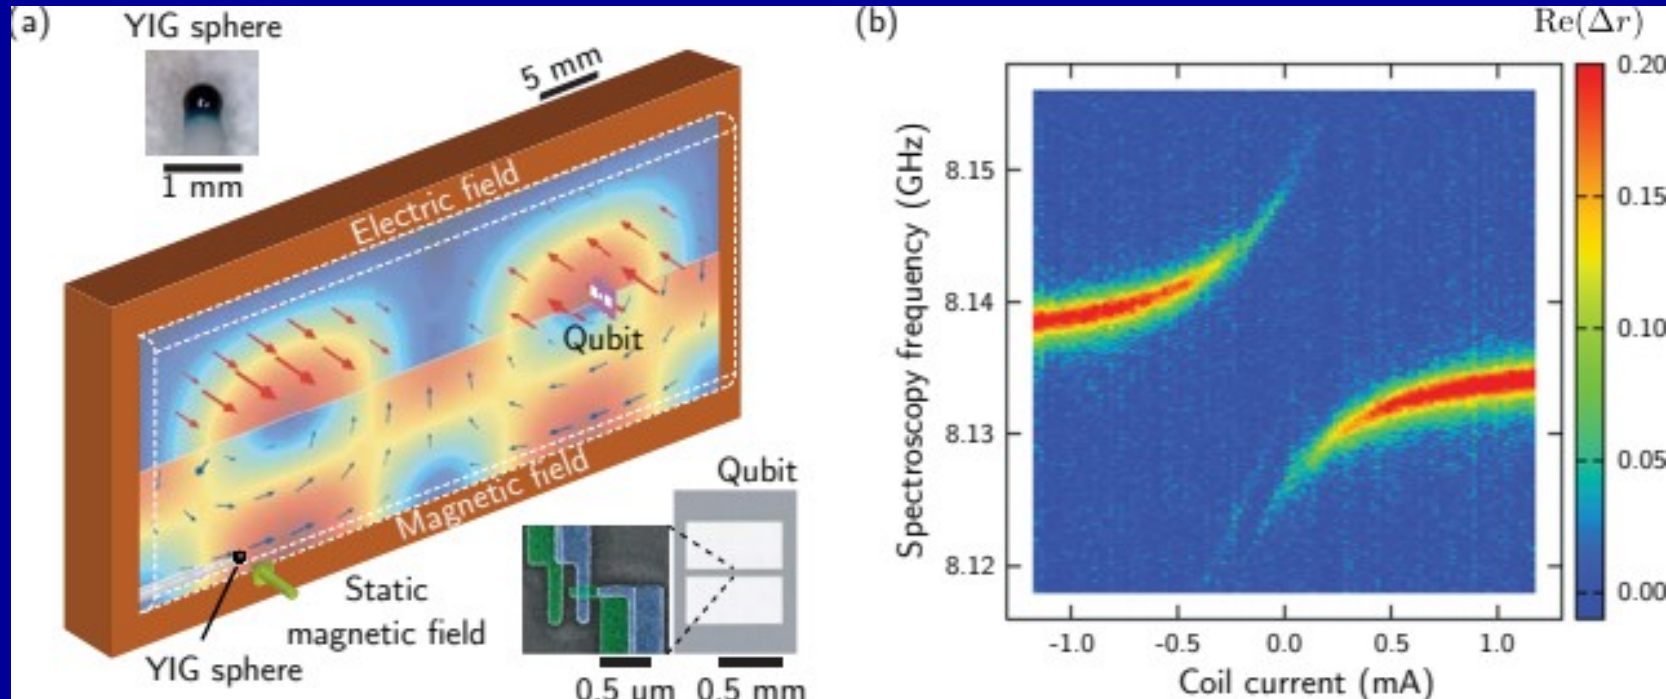 (a)
YIG sphere
1 mm
5 mm
Electric field
Qubit
Magnetic field
Static
magnetic field
YIG sphere
Qubit
0.5 μm
0.5 mm
(b)
Re(Δr)
0.20
0.15
0.10
0.05
0.00
Spectroscopy frequency (GHz)
8.15
8.14
8.13
8.12
-1.0
-0.5
0.0
0.5
1.0
Coil current (mA)